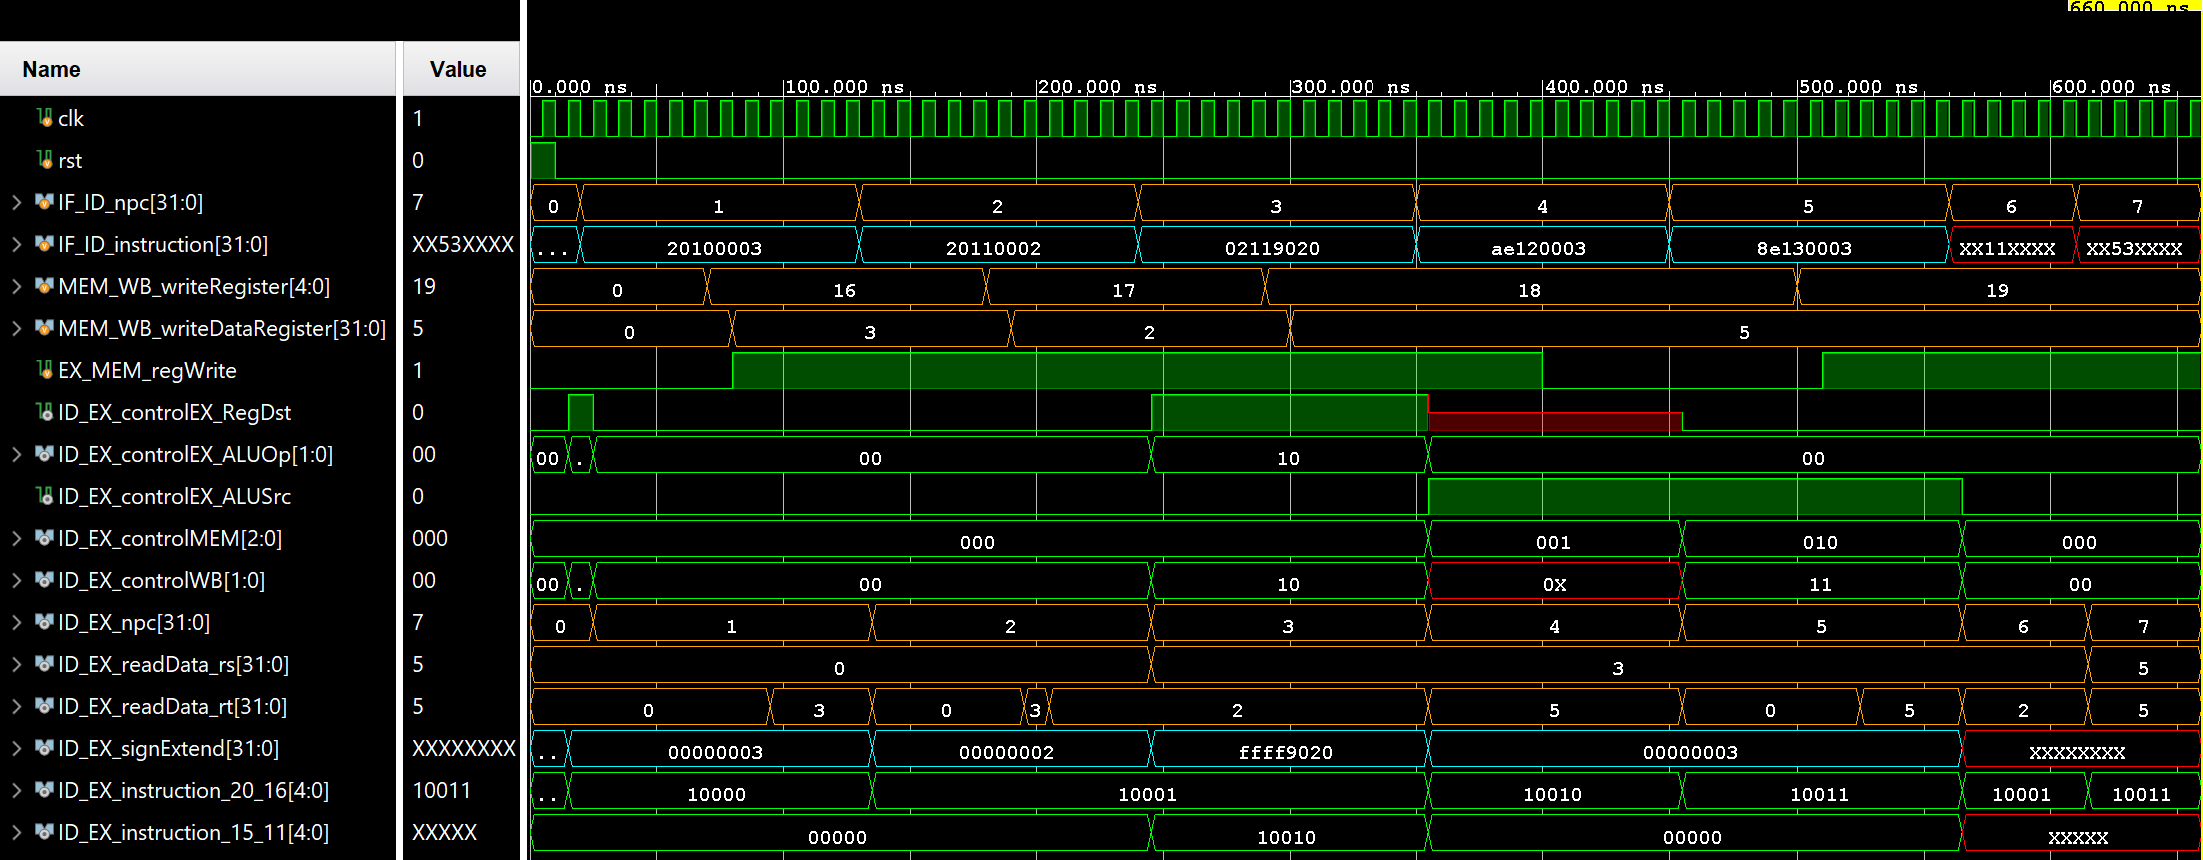 660.000 ns
Name Value
0.000 ns 100.000 ns 200.000 ns 300.000 ns 400.000 ns 500.000 ns 600.000 ns
clk 1
rst 0
IF_ID_npc[31:0] 7 0 1 2 3 4 5 6 7
IF_ID_instruction[31:0] XX53XXXX ... 20100003 20110002 02119020 ae120003 8e130003 XX11XXXX XX53XXXX
MEM_WB_writeRegister[4:0] 19 0 16 17 18 19
MEM_WB_writeDataRegister[31:0] 5 0 3 2 5
EX_MEM_regWrite 1
ID_EX_controlEX_RegDst 0
ID_EX_controlEX_ALUOp[1:0] 00 00 . 00 10 00
ID_EX_controlEX_ALUSrc 0
ID_EX_controlMEM[2:0] 000 000 001 010 000
ID_EX_controlWB[1:0] 00 00 . 00 10 0X 11 00
ID_EX_npc[31:0] 7 0 1 2 3 4 5 6 7
ID_EX_readData_rs[31:0] 5 0 3 5
ID_EX_readData_rt[31:0] 5 0 3 0 3 2 5 0 5 2 5
ID_EX_signExtend[31:0] XXXXXXXX .. 00000003 00000002 ffff9020 00000003 XXXXXXXX
ID_EX_instruction_20_16[4:0] 10011 .. 10000 10001 10010 10011 10001 10011
ID_EX_instruction_15_11[4:0] XXXXX 00000 10010 00000 XXXXX